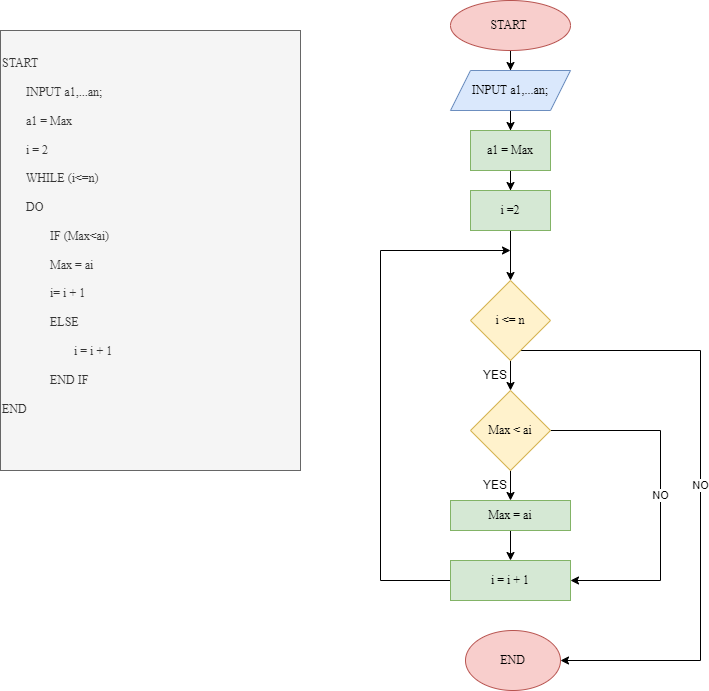 START
INPUT a1,...an;
a1 = Max
i = 2
WHILE (i<=n)
DO
IF (Max<ai)
Max = ai
i= i + 1
ELSE
i = i + 1
END IF
END
START
INPUT a1,...an;
a1 = Max
i =2
i <= n
YES
Max < ai
YES
NO
NO
Max = ai
i = i + 1
END